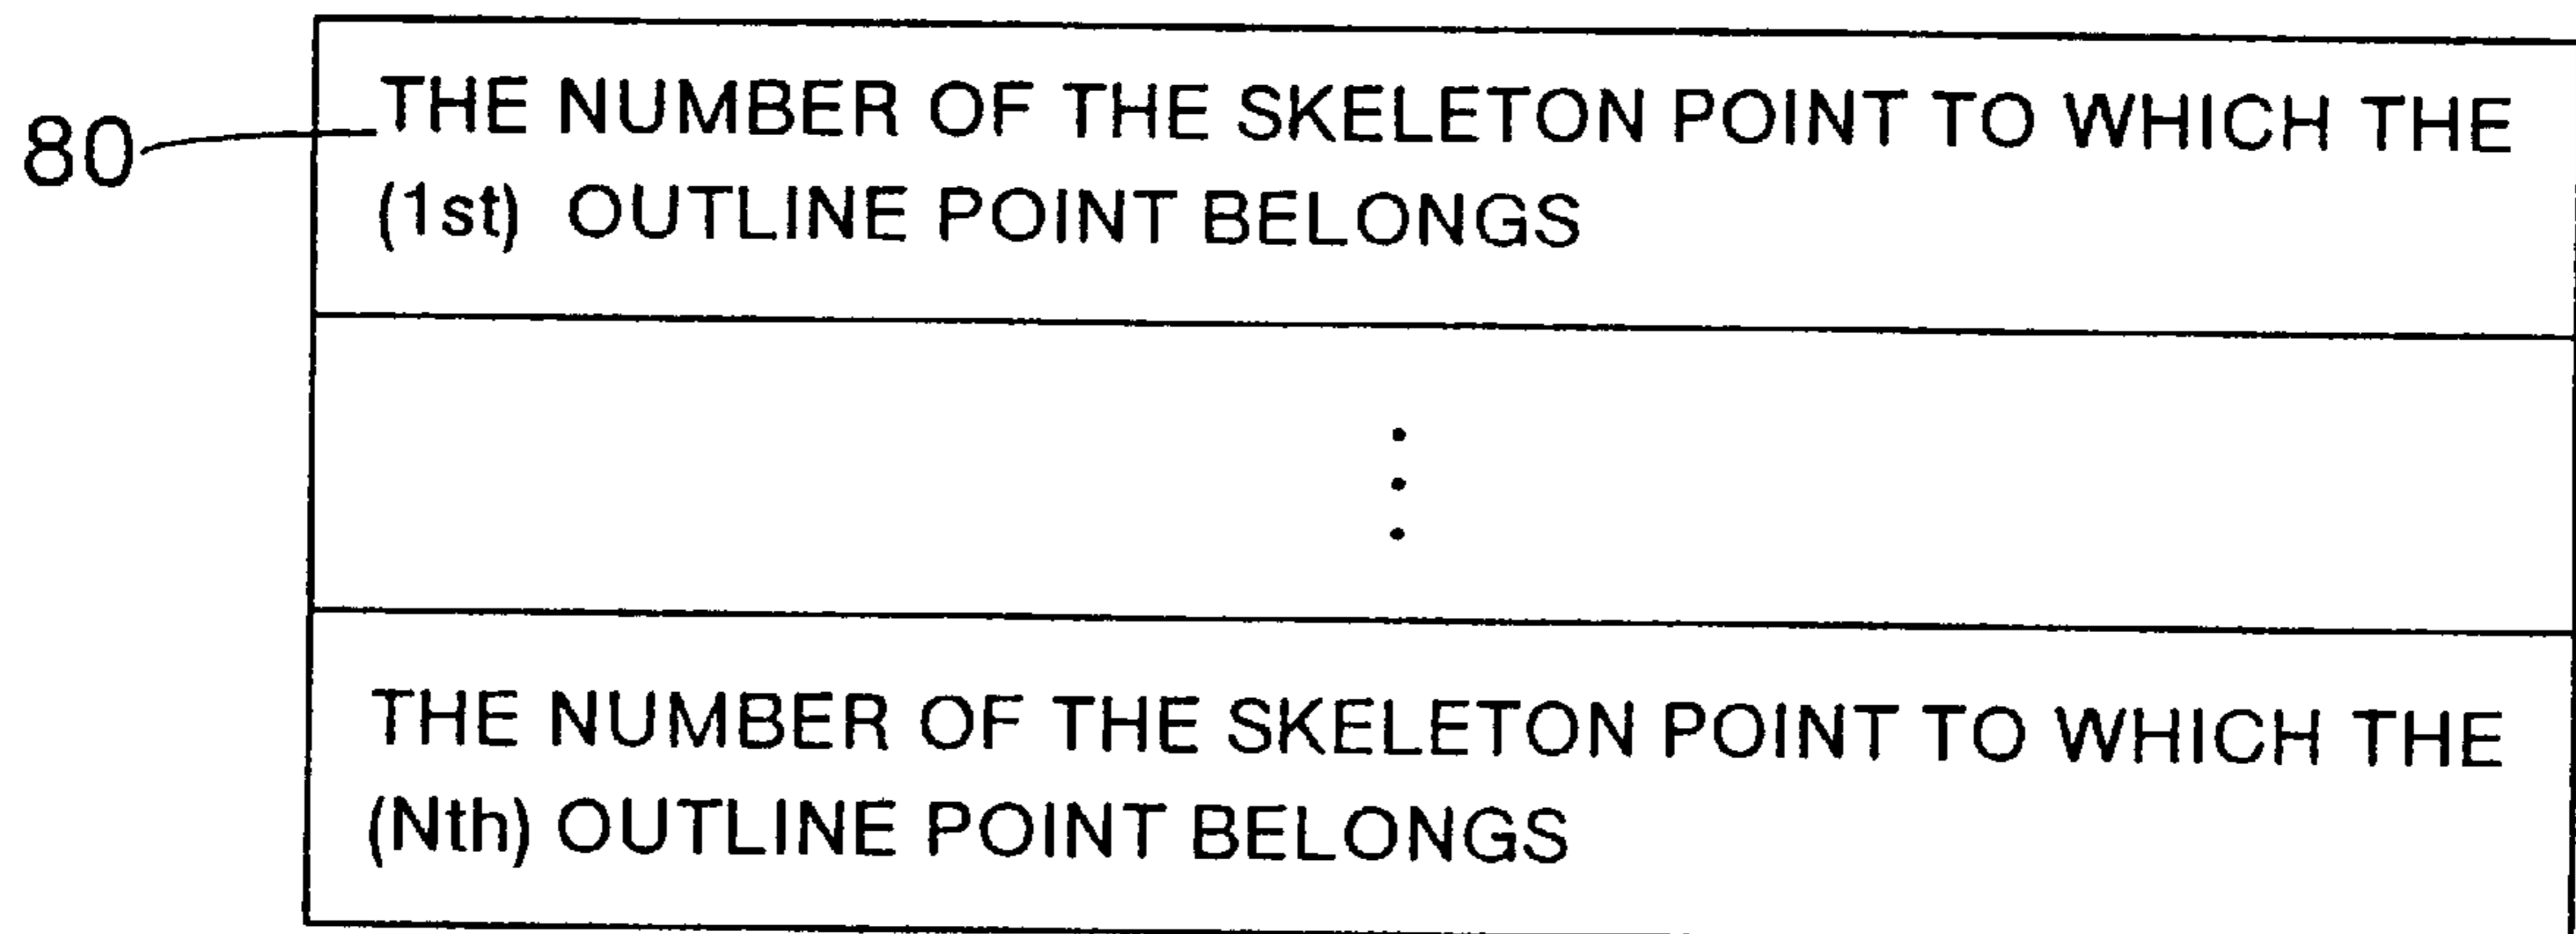 80
THE NUMBER OF THE SKELETON POINT TO WHICH THE
(1st) OUTLINE POINT BELONGS
THE NUMBER OF THE SKELETON POINT TO WHICH THE
(Nth) OUTLINE POINT BELONGS